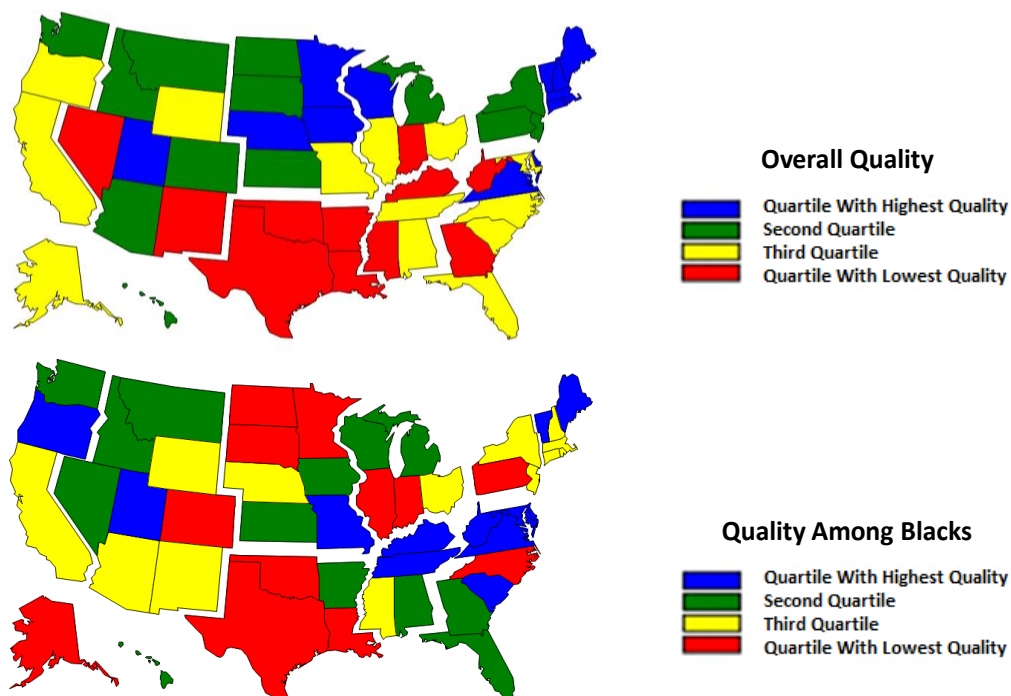 Overall Quality
Quartile With Highest Quality
Second Quartile
Third Quartile
Quartile With Lowest Quality
Quality Among Blacks
Quartile With Highest Quality
Second Quartile
Third Quartile
Quartile With Lowest Quality